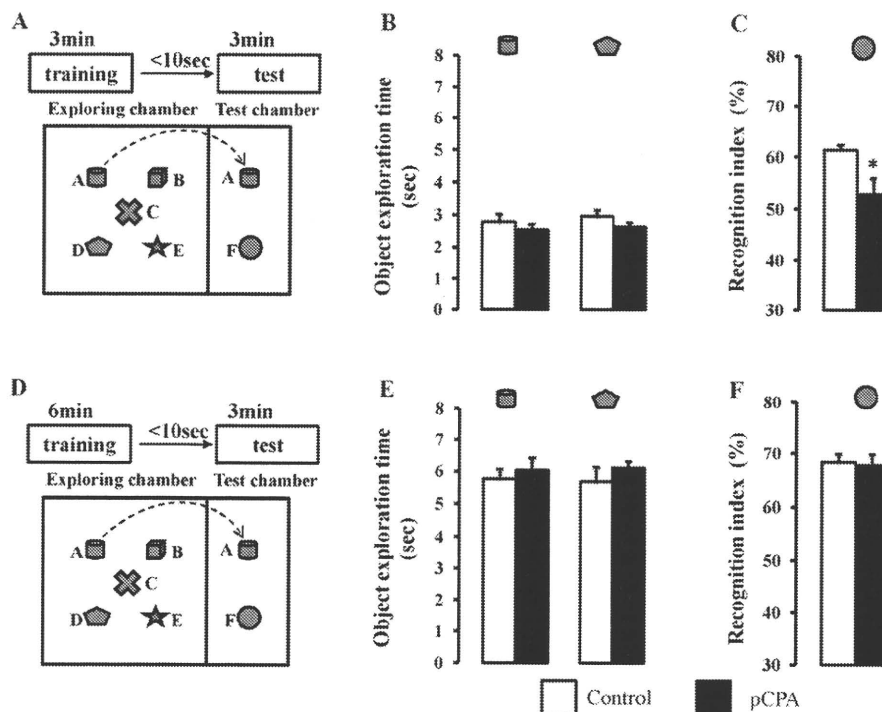 A
3min
<10sec
3min
training
test
Exploring chamber
Test chamber
A
B
C
D
E
A
F
B
Object exploration time
(sec)
8
7
6
5
4
3
2
1
0
C
Recognition index (%)
80
70
60
50
40
30
*
D
6min
<10sec
3min
training
test
Exploring chamber
Test chamber
A
B
C
D
E
A
F
E
Object exploration time
(sec)
8
7
6
5
4
3
2
1
0
F
Recognition index (%)
80
70
60
50
40
30
Control
pCPA